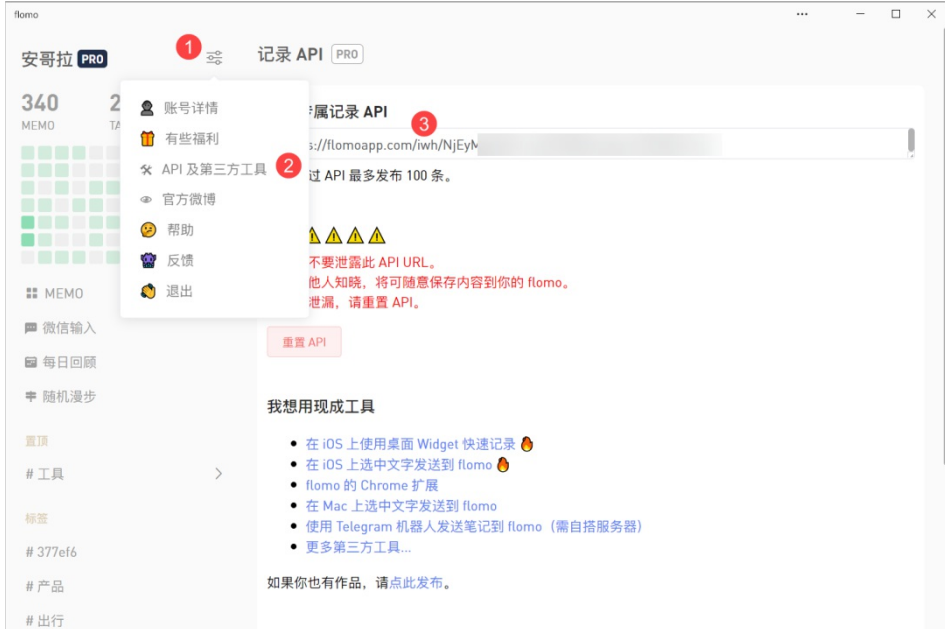 flomo
安哥拉 PRO
1
340
2
MEMO
TA
账号详情
有些福利
API 及第三方工具
2
官方微博
帮助
反馈
退出
MEMO
微信输入
每日回顾
随机漫步
置顶
# 工具
标签
# 377ef6
# 产品
# 出行
记录 API PRO
专属记录 API
3
s://flomoapp.com/iwh/NjEyM
过 API 最多发布 100 条。
不要泄露此 API URL。
他人知晓，将可随意保存内容到你的 flomo。
泄漏，请重置 API。
重置 API
我想用现成工具
在 iOS 上使用桌面 Widget 快速记录
在 iOS 上选中文字发送到 flomo
flomo 的 Chrome 扩展
在 Mac 上选中文字发送到 flomo
使用 Telegram 机器人发送笔记到 flomo（需自搭服务器）
更多第三方工具...
如果你也有作品，请点此发布。